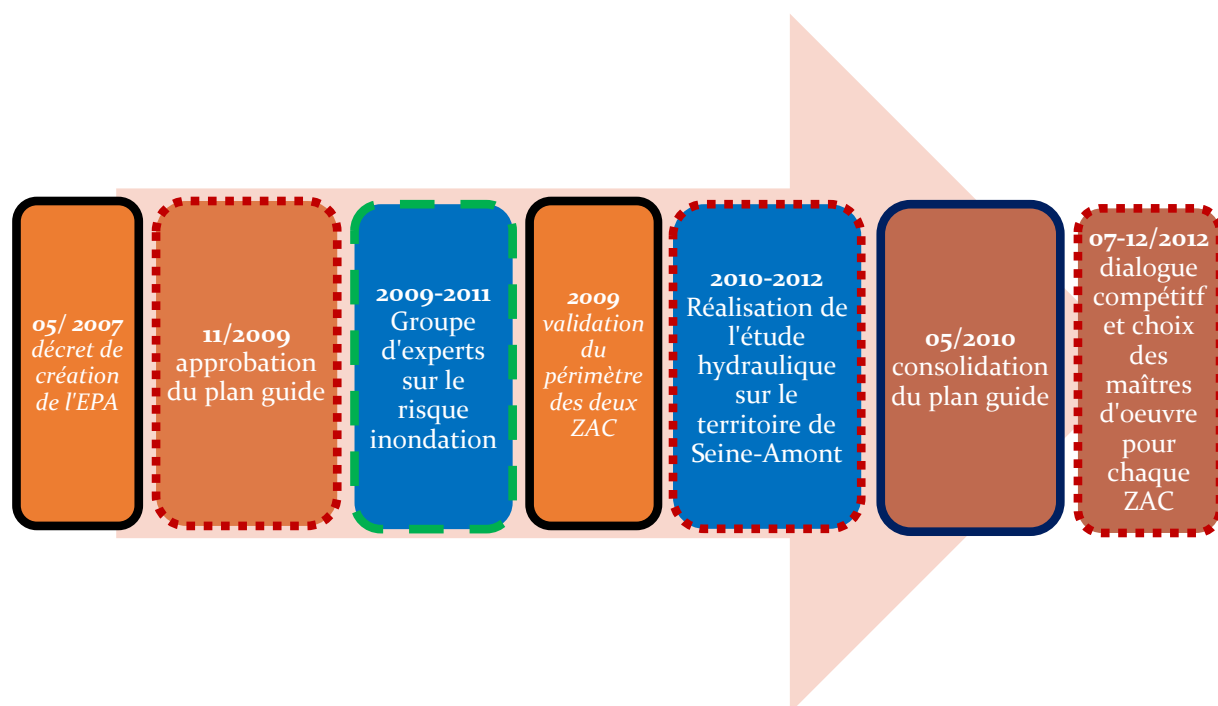 05/ 2007
décret de
création
de l'EPA
11/2009
approbation
du plan guide
2009-2011
Groupe
d'experts
sur le
risque
inondation
2009
validation
du
périmètre
des deux
ZAC
2010-2012
Réalisation de
l'étude
hydraulique
sur le
territoire de
Seine-Amont
05/2010
consolidation
du plan guide
07-12/2012
dialogue
compétitf
et choix
des
maîtres
d'oeuvre
pour
chaque
ZAC